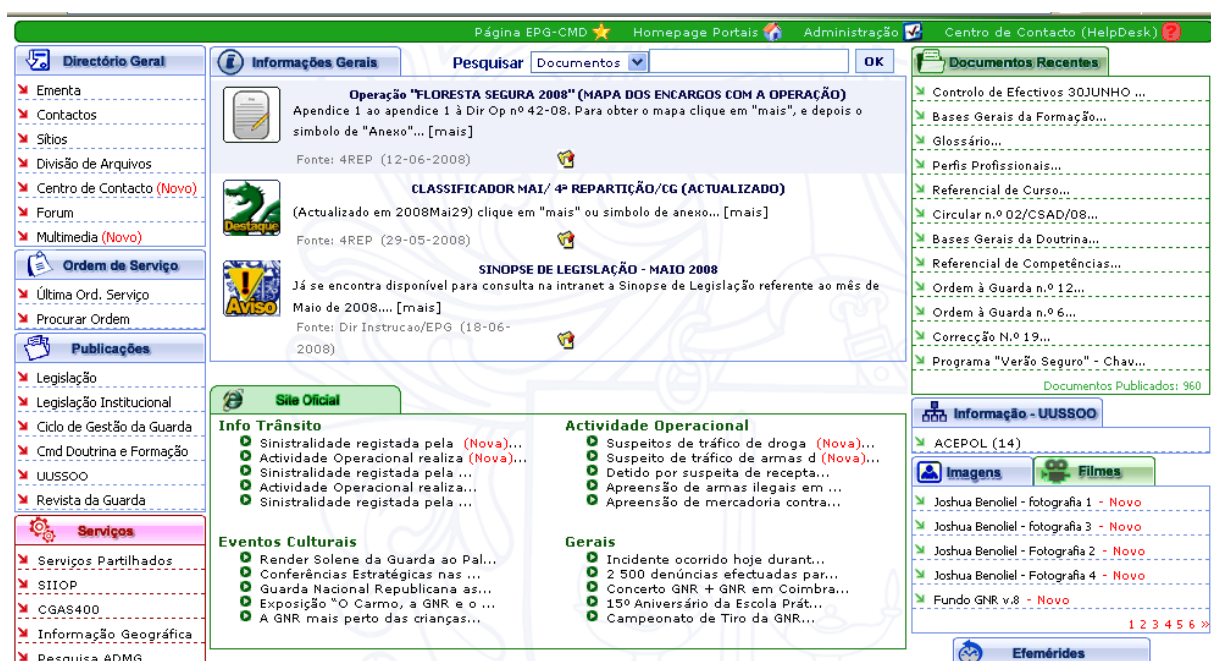 Página EPG-CMD
Homepage Portais
Administração
Centro de Contacto (HelpDesk)
Directório Geral
Ementa
Contactos
Sítios
Divisão de Arquivos
Centro de Contacto (Novo)
Forum
Multimedia (Novo)
Ordem de Serviço
Última Ord. Serviço
Procurar Ordem
Publicações
Legislação
Legislação Institucional
Ciclo de Gestão da Guarda
Cmd Doutrina e Formação
UUSSOO
Revista da Guarda
Serviços
Serviços Partilhados
SIIOP
CGAS400
Informação Geográfica
Pesquisa ADMG
Informações Gerais
Pesquisar Documentos OK
Operação "FLORESTA SEGURA 2008" (MAPA DOS ENCARGOS COM A OPERAÇÃO)
Apendice 1 ao apendice 1 à Dir Op nº 42-08. Para obter o mapa clique em "mais", e depois o
simbolo de "Anexo"... [mais]
Fonte: 4REP (12-06-2008)
Destaque
CLASSIFICADOR MAI/ 4ª REPARTIÇÃO/CG (ACTUALIZADO)
(Actualizado em 2008Mai29) clique em "mais" ou simbolo de anexo... [mais]
Fonte: 4REP (29-05-2008)
Aviso
SINOPSE DE LEGISLAÇÃO - MAIO 2008
Já se encontra disponível para consulta na intranet a Sinopse de Legislação referente ao mês de
Maio de 2008.... [mais]
Fonte: Dir Instrucao/EPG (18-06-
2008)
Site Oficial
Info Trânsito
Sinistralidade registada pela (Nova)...
Actividade Operacional realiza (Nova)...
Sinistralidade registada pela ...
Actividade Operacional realiza...
Sinistralidade registada pela ...
Actividade Operacional
Suspeitos de tráfico de droga (Nova)...
Suspeito de tráfico de armas d (Nova)...
Detido por suspeita de recepta...
Apreensão de armas ilegais em ...
Apreensão de mercadoria contra...
Eventos Culturais
Render Solene da Guarda ao Pal...
Conferências Estratégicas nas ...
Guarda Nacional Republicana as...
Exposição "O Carmo, a GNR e o ...
A GNR mais perto das crianças...
Gerais
Incidente ocorrido hoje durant...
2 500 denúncias efectuadas par...
Concerto GNR + GNR em Coimbra...
15º Aniversário da Escola Prát...
Campeonato de Tiro da GNR...
Documentos Recentes
Controlo de Efectivos 30JUNHO ...
Bases Gerais da Formação...
Glossário...
Perfis Profissionais...
Referencial de Curso...
Circular n.º 02/CSAD/08...
Bases Gerais da Doutrina...
Referencial de Competências...
Ordem à Guarda n.º 12...
Ordem à Guarda n.º 6...
Correcção N.º 19...
Programa "Verão Seguro" - Chav...
Documentos Publicados: 960
Informação - UUSSOO
ACEPOL (14)
Imagens
Filmes
Joshua Benoliel - fotografia 1 - Novo
Joshua Benoliel - fotografia 3 - Novo
Joshua Benoliel - Fotografia 2 - Novo
Joshua Benoliel - Fotografia 4 - Novo
Fundo GNR v.8 - Novo
1 2 3 4 5 6 »
Efemérides